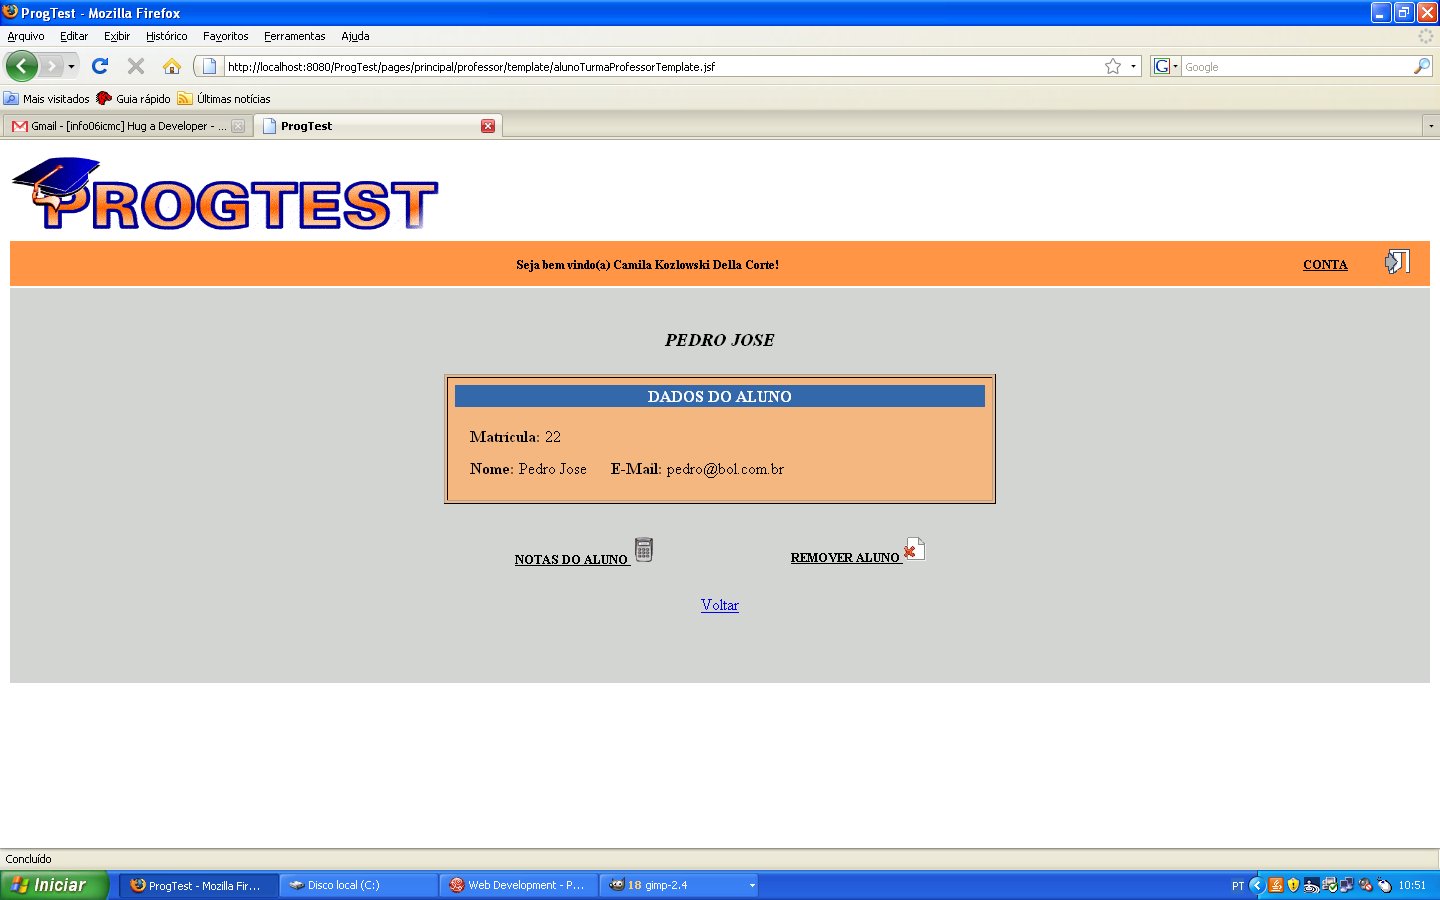 ProgTest - Mozilla Firefox
Arquivo Editar Exibir Histórico Favoritos Ferramentas Ajuda
http://localhost:8080/ProgTest/pages/principal/professor/template/alunoTurmaProfessorTemplate.jsf
G Google
Mais visitados Guia rápido Últimas notícias
Gmail - [info06icmc] Hug a Developer - ... ProgTest
PROGTEST
Seja bem vindo(a) Camila Kozlowski Della Corte! CONTA
PEDRO JOSE
DADOS DO ALUNO
Matrícula: 22
Nome: Pedro Jose E-Mail: pedro@bol.com.br
NOTAS DO ALUNO REMOVER ALUNO
Voltar
Concluído
Iniciar ProgTest - Mozilla Fir... Disco local (C:) Web Development - P... 18 gimp-2.4 PT 10:51